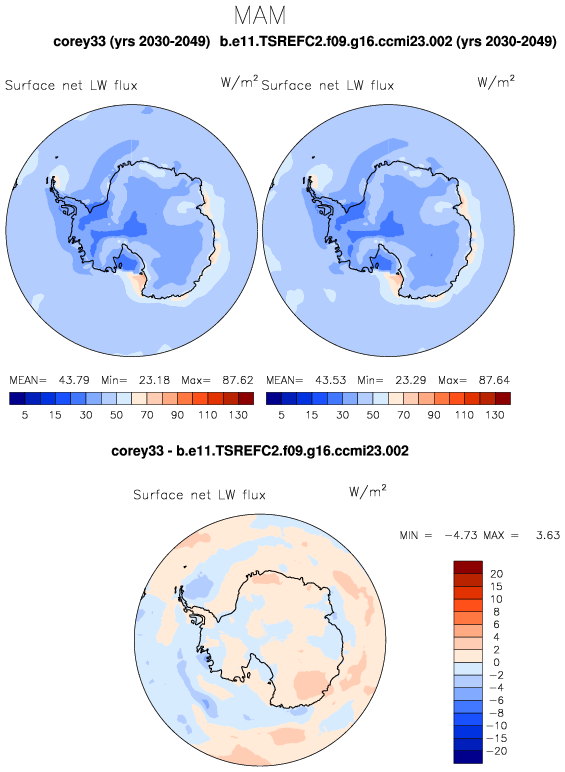 MAM
corey33 (yrs 2030-2049) b.e11.TSREFC2.f09.g16.ccmi23.002 (yrs 2030-2049)
Surface net LW flux W/m² Surface net LW flux W/m²
MEAN= 43.79 Min= 23.18 Max= 87.62 MEAN= 43.53 Min= 23.29 Max= 87.64
5 15 30 50 70 90 110 130 5 15 30 50 70 90 110 130
corey33 - b.e11.TSREFC2.f09.g16.ccmi23.002
Surface net LW flux W/m²
MIN = -4.73 MAX = 3.63
20
15
10
8
6
4
2
0
-2
-4
-6
-8
-10
-15
-20